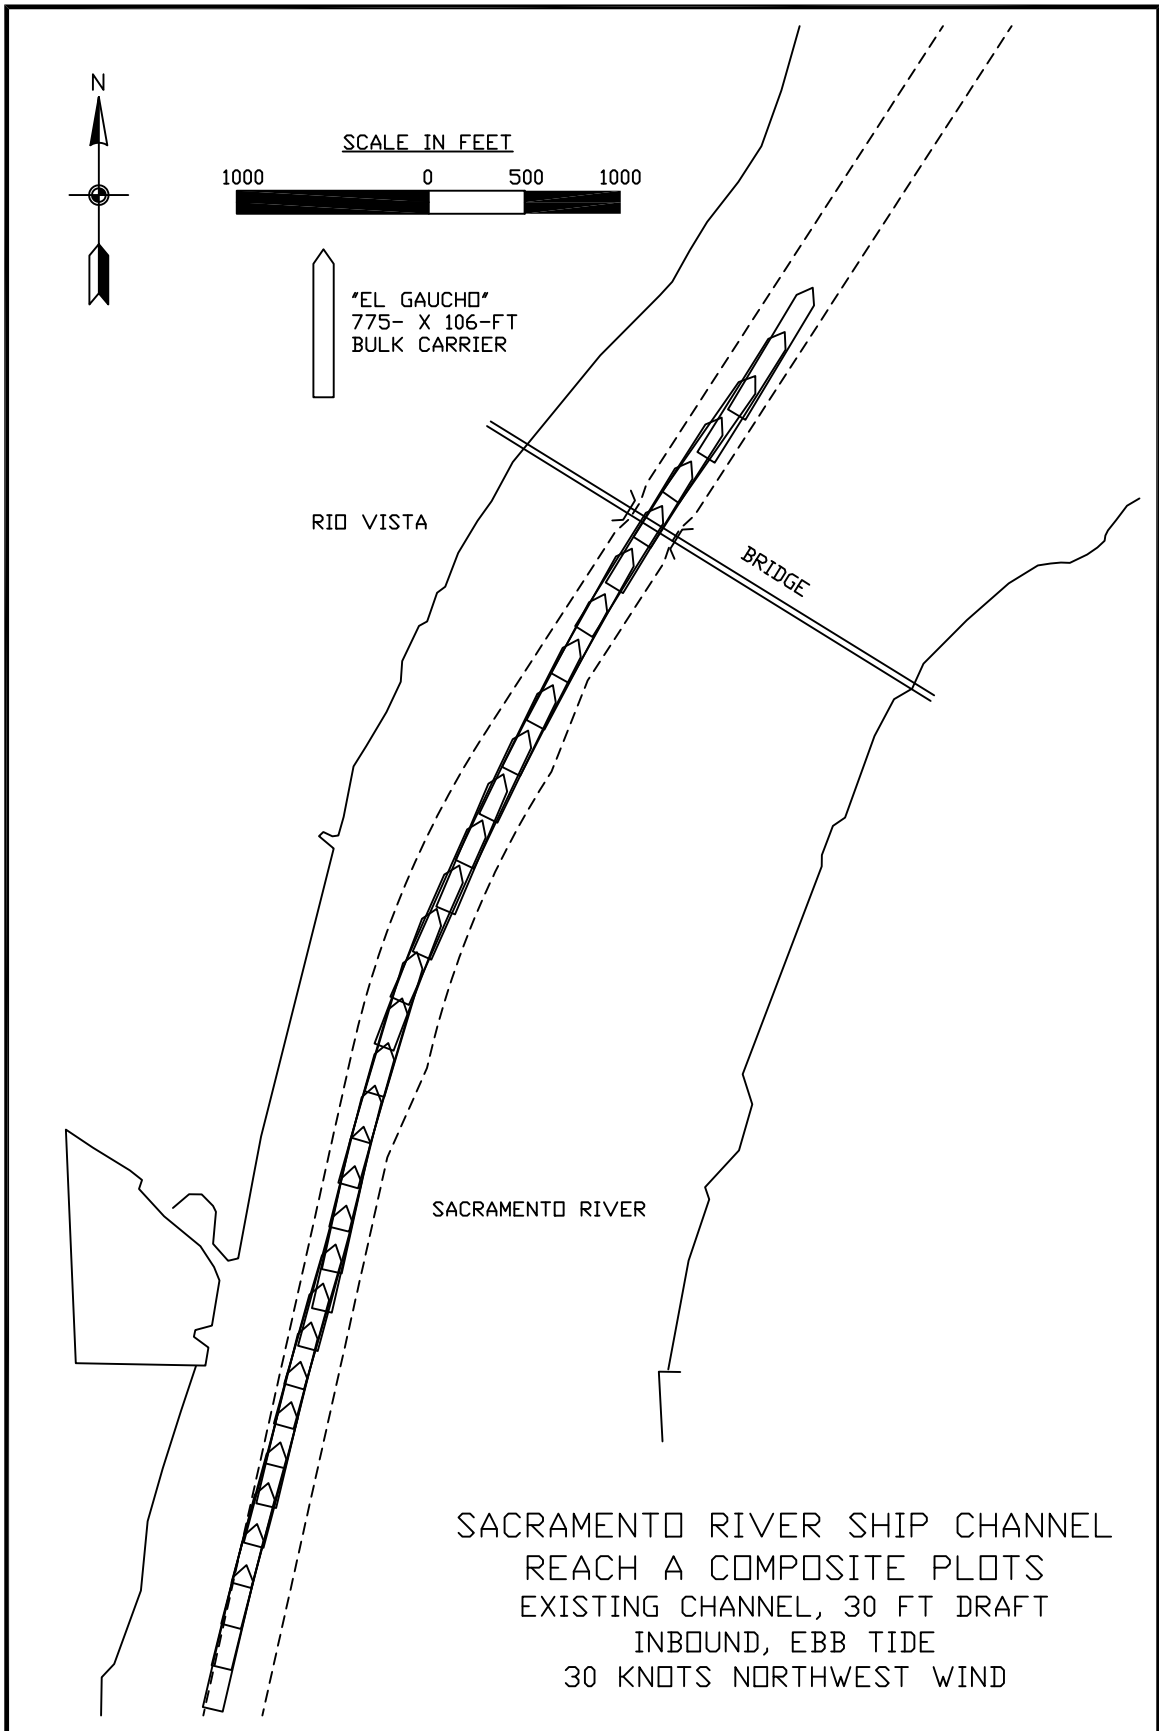 N
SCALE IN FEET
1000 0 500 1000
"EL GAUCHO"
775- X 106-FT
BULK CARRIER
RIO VISTA
BRIDGE
SACRAMENTO RIVER
SACRAMENTO RIVER SHIP CHANNEL
REACH A COMPOSITE PLOTS
EXISTING CHANNEL, 30 FT DRAFT
INBOUND, EBB TIDE
30 KNOTS NORTHWEST WIND